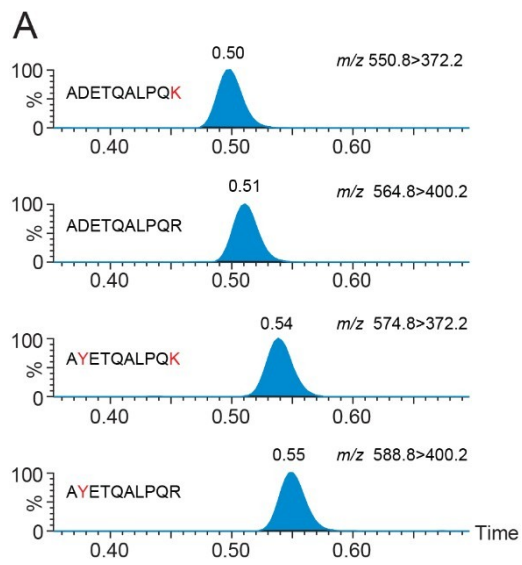 A
0.50
m/z 550.8>372.2
100
%
0
ADETQALPQK
0.40 0.50 0.60
0.51
m/z 564.8>400.2
100
%
0
ADETQALPQR
0.40 0.50 0.60
0.54
m/z 574.8>372.2
100
%
0
AYETQALPQK
0.40 0.50 0.60
0.55
m/z 588.8>400.2
100
%
0
AYETQALPQR
0.40 0.50 0.60
Time